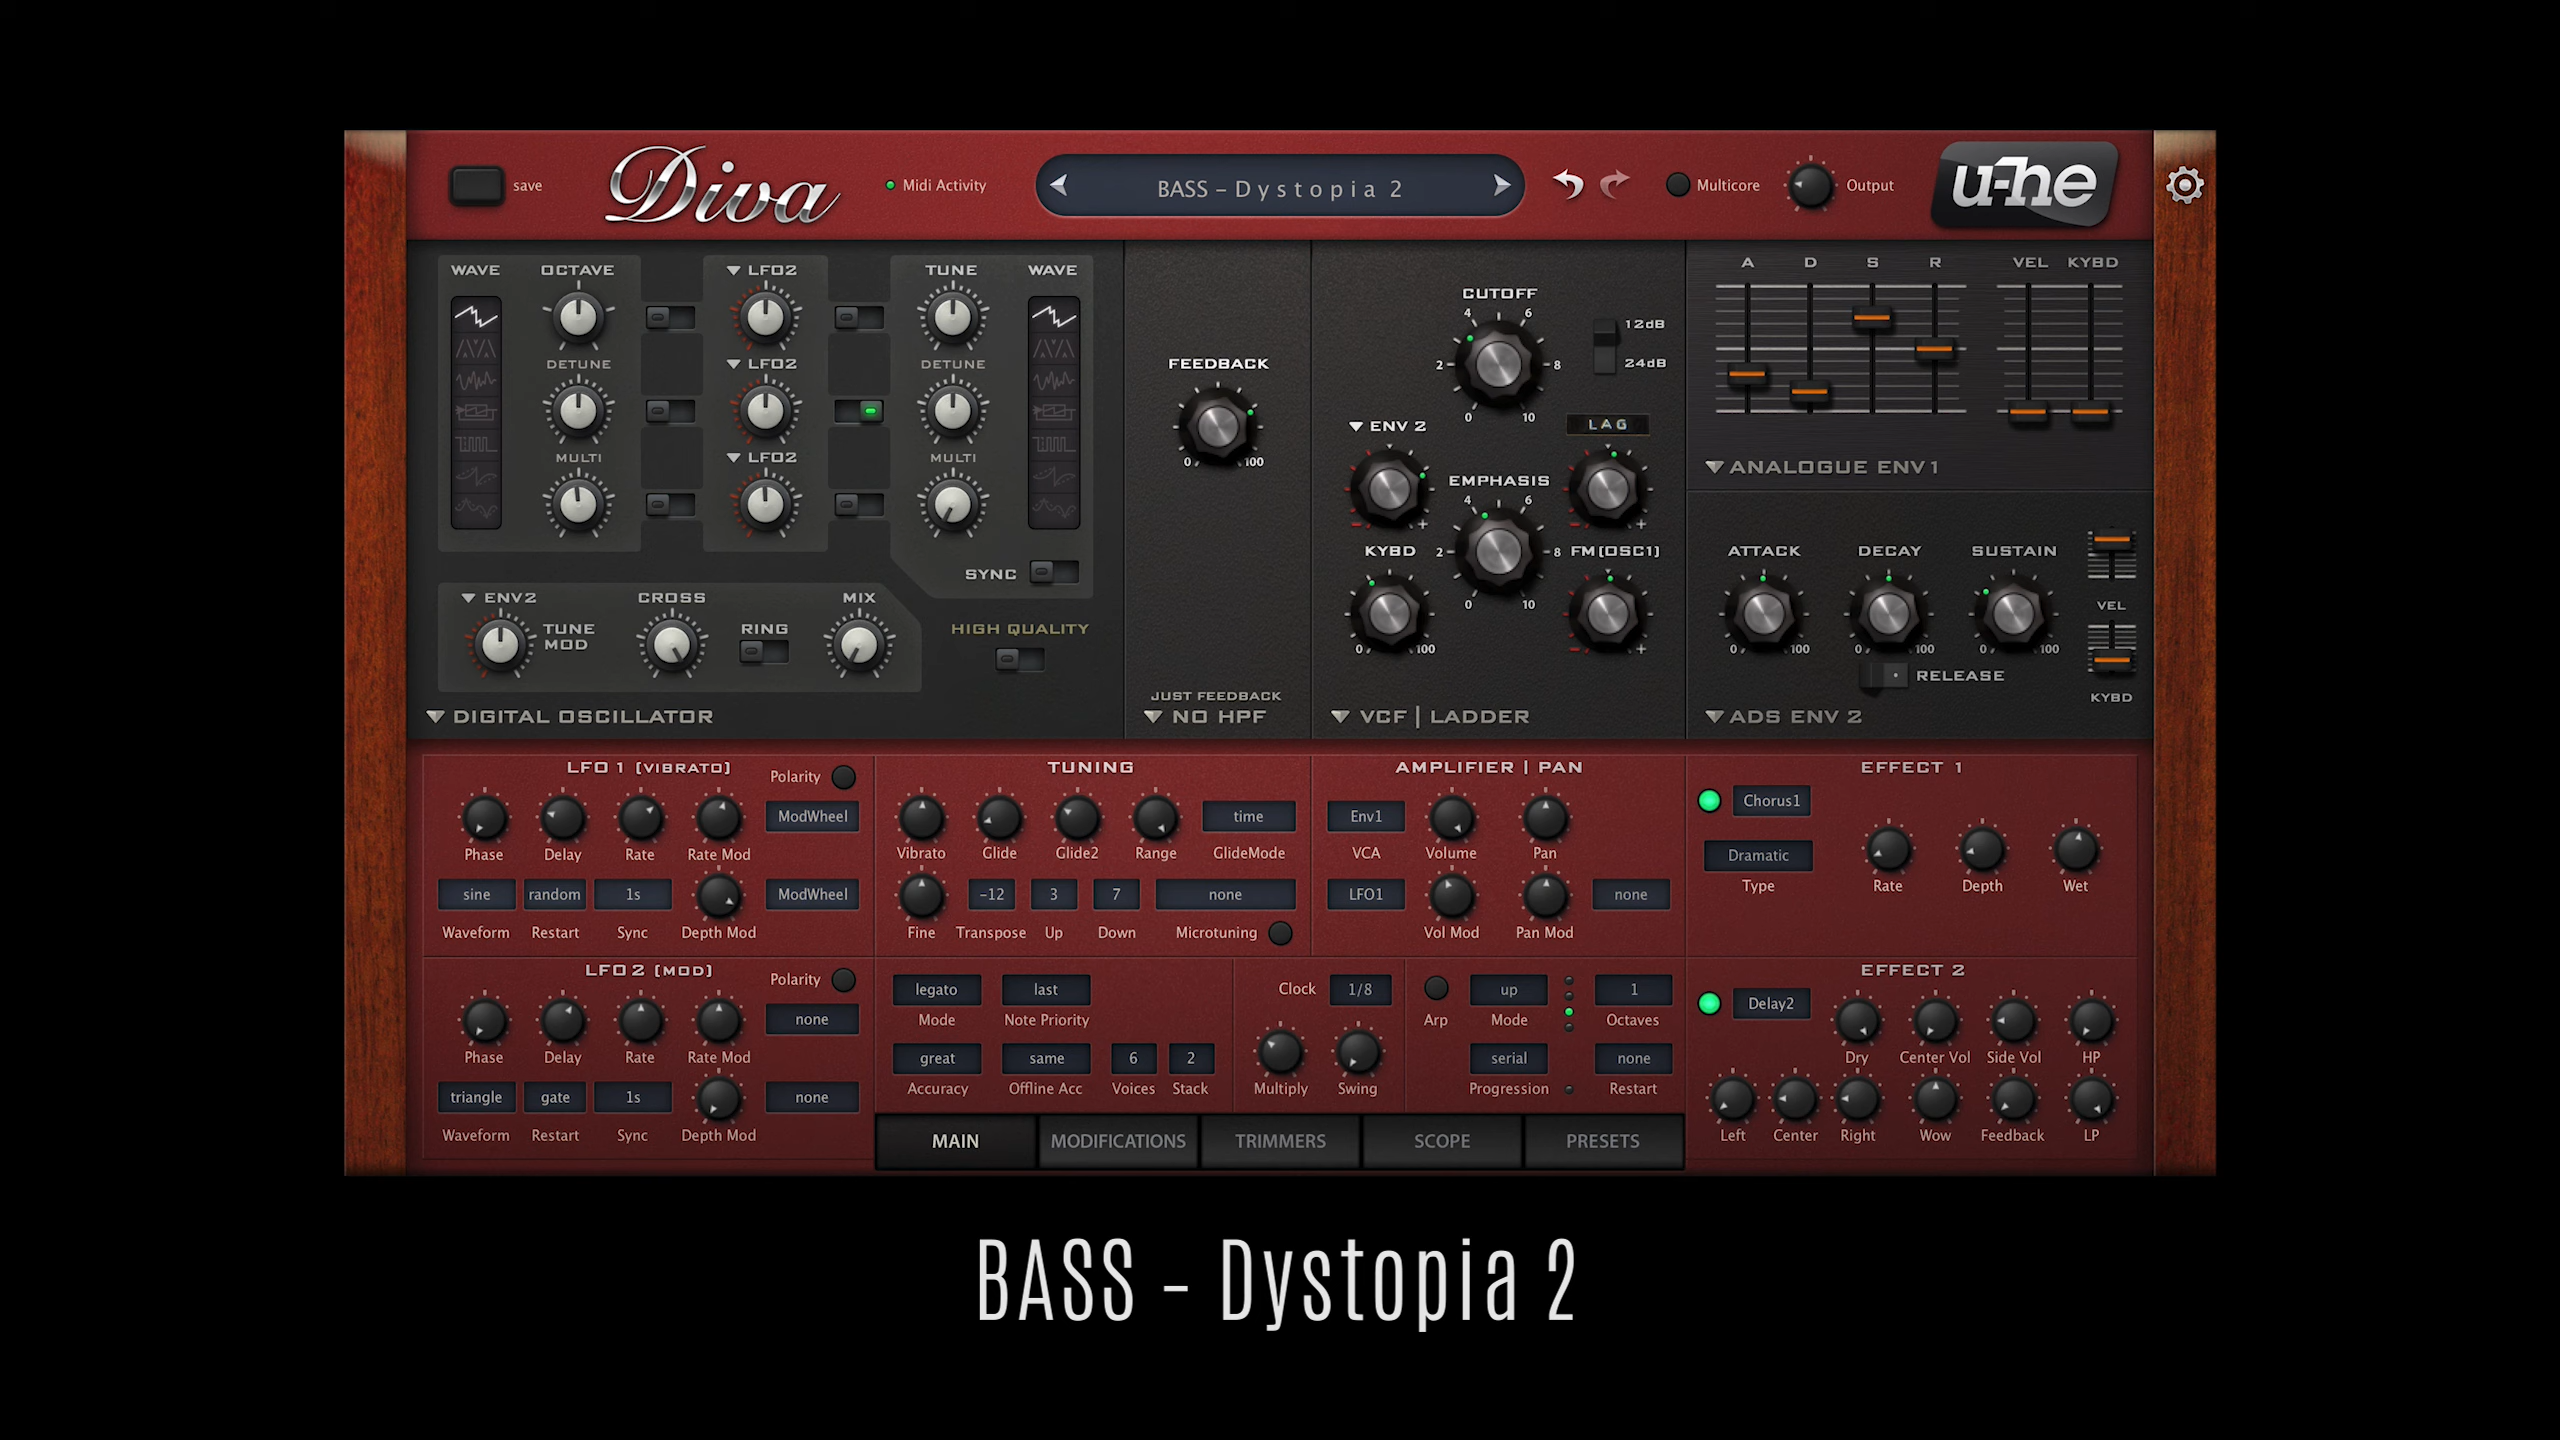 save
Diva
Midi Activity
BASS – Dystopia 2
Multicore
Output
u-he
WAVE OCTAVE LFO2 TUNE WAVE
DETUNE LFO2 DETUNE
MULTI LFO2 MULTI
SYNC
ENV2 CROSS MIX
TUNE MOD
RING
HIGH QUALITY
DIGITAL OSCILLATOR
FEEDBACK
0 100
JUST FEEDBACK
NO HPF
CUTOFF
4 6
2 8
0 10
12dB
24dB
ENV 2
LAG
- +
- +
EMPHASIS
4 6
2 8
0 10
KYBD
FM(OSC1)
0 100
- +
VCF | LADDER
A D S R VEL KYBD
ANALOGUE ENV1
ATTACK DECAY SUSTAIN
VEL
0 100 0 100 0 100
RELEASE
KYBD
ADS ENV 2
LFO 1 (VIBRATO)
Polarity
ModWheel
Phase Delay Rate Rate Mod
sine random 1s ModWheel
Waveform Restart Sync Depth Mod
TUNING
time
Vibrato Glide Glide2 Range GlideMode
-12 3 7 none
Fine Transpose Up Down Microtuning
AMPLIFIER | PAN
Env1
VCA Volume Pan
LFO1 none
Vol Mod Pan Mod
EFFECT 1
Chorus1
Dramatic
Type Rate Depth Wet
LFO 2 (MOD)
Polarity
none
Phase Delay Rate Rate Mod
triangle gate 1s none
Waveform Restart Sync Depth Mod
legato last
Mode Note Priority
great same 6 2
Accuracy Offline Acc Voices Stack
Clock 1/8
Multiply Swing
up 1
Arp Mode Octaves
serial none
Progression Restart
EFFECT 2
Delay2
Dry Center Vol Side Vol HP
Left Center Right Wow Feedback LP
MAIN MODIFICATIONS TRIMMERS SCOPE PRESETS
BASS – Dystopia 2